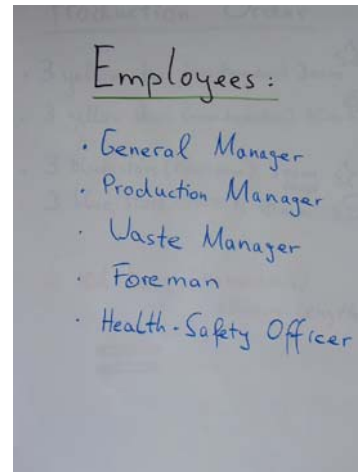 Employees:
· General Manager
· Production Manager
· Waste Manager
· Foreman
· Health-Safety Officer